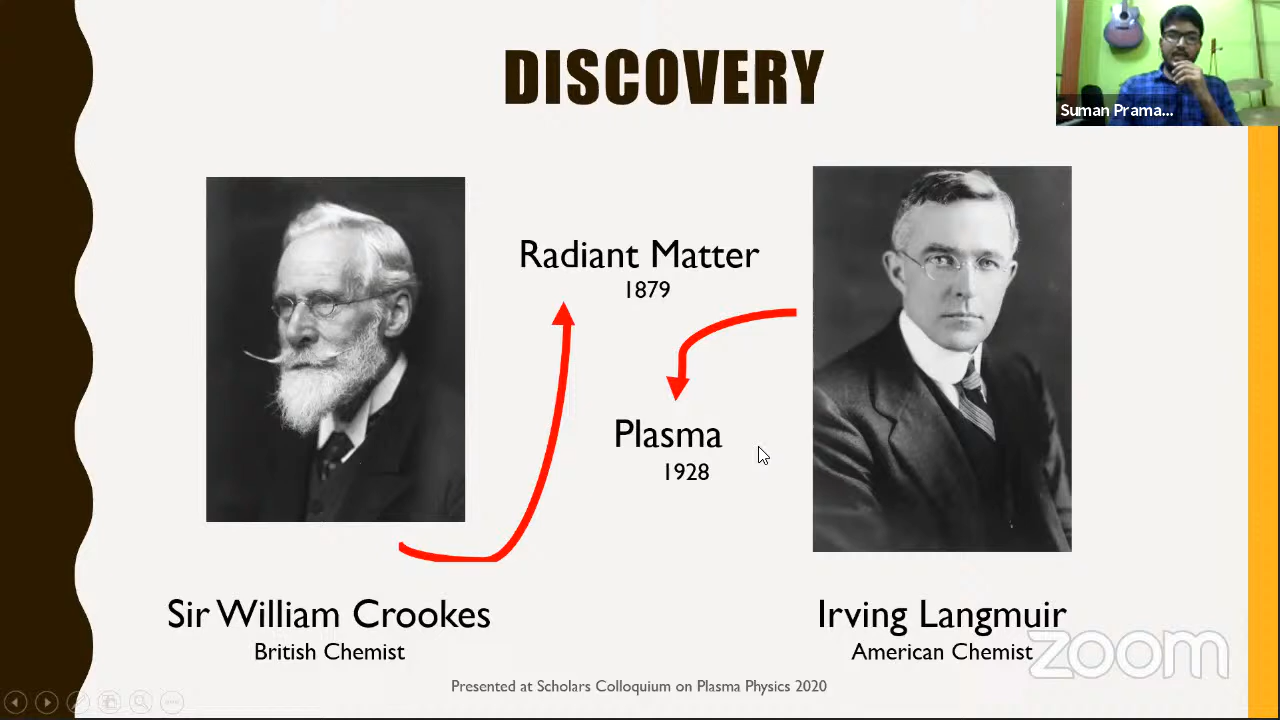 DISCOVERY
Suman Prama...
Radiant Matter
1879
Plasma
1928
Sir William Crookes
British Chemist
Irving Langmuir
American Chemist
zoom
Presented at Scholars Colloquium on Plasma Physics 2020